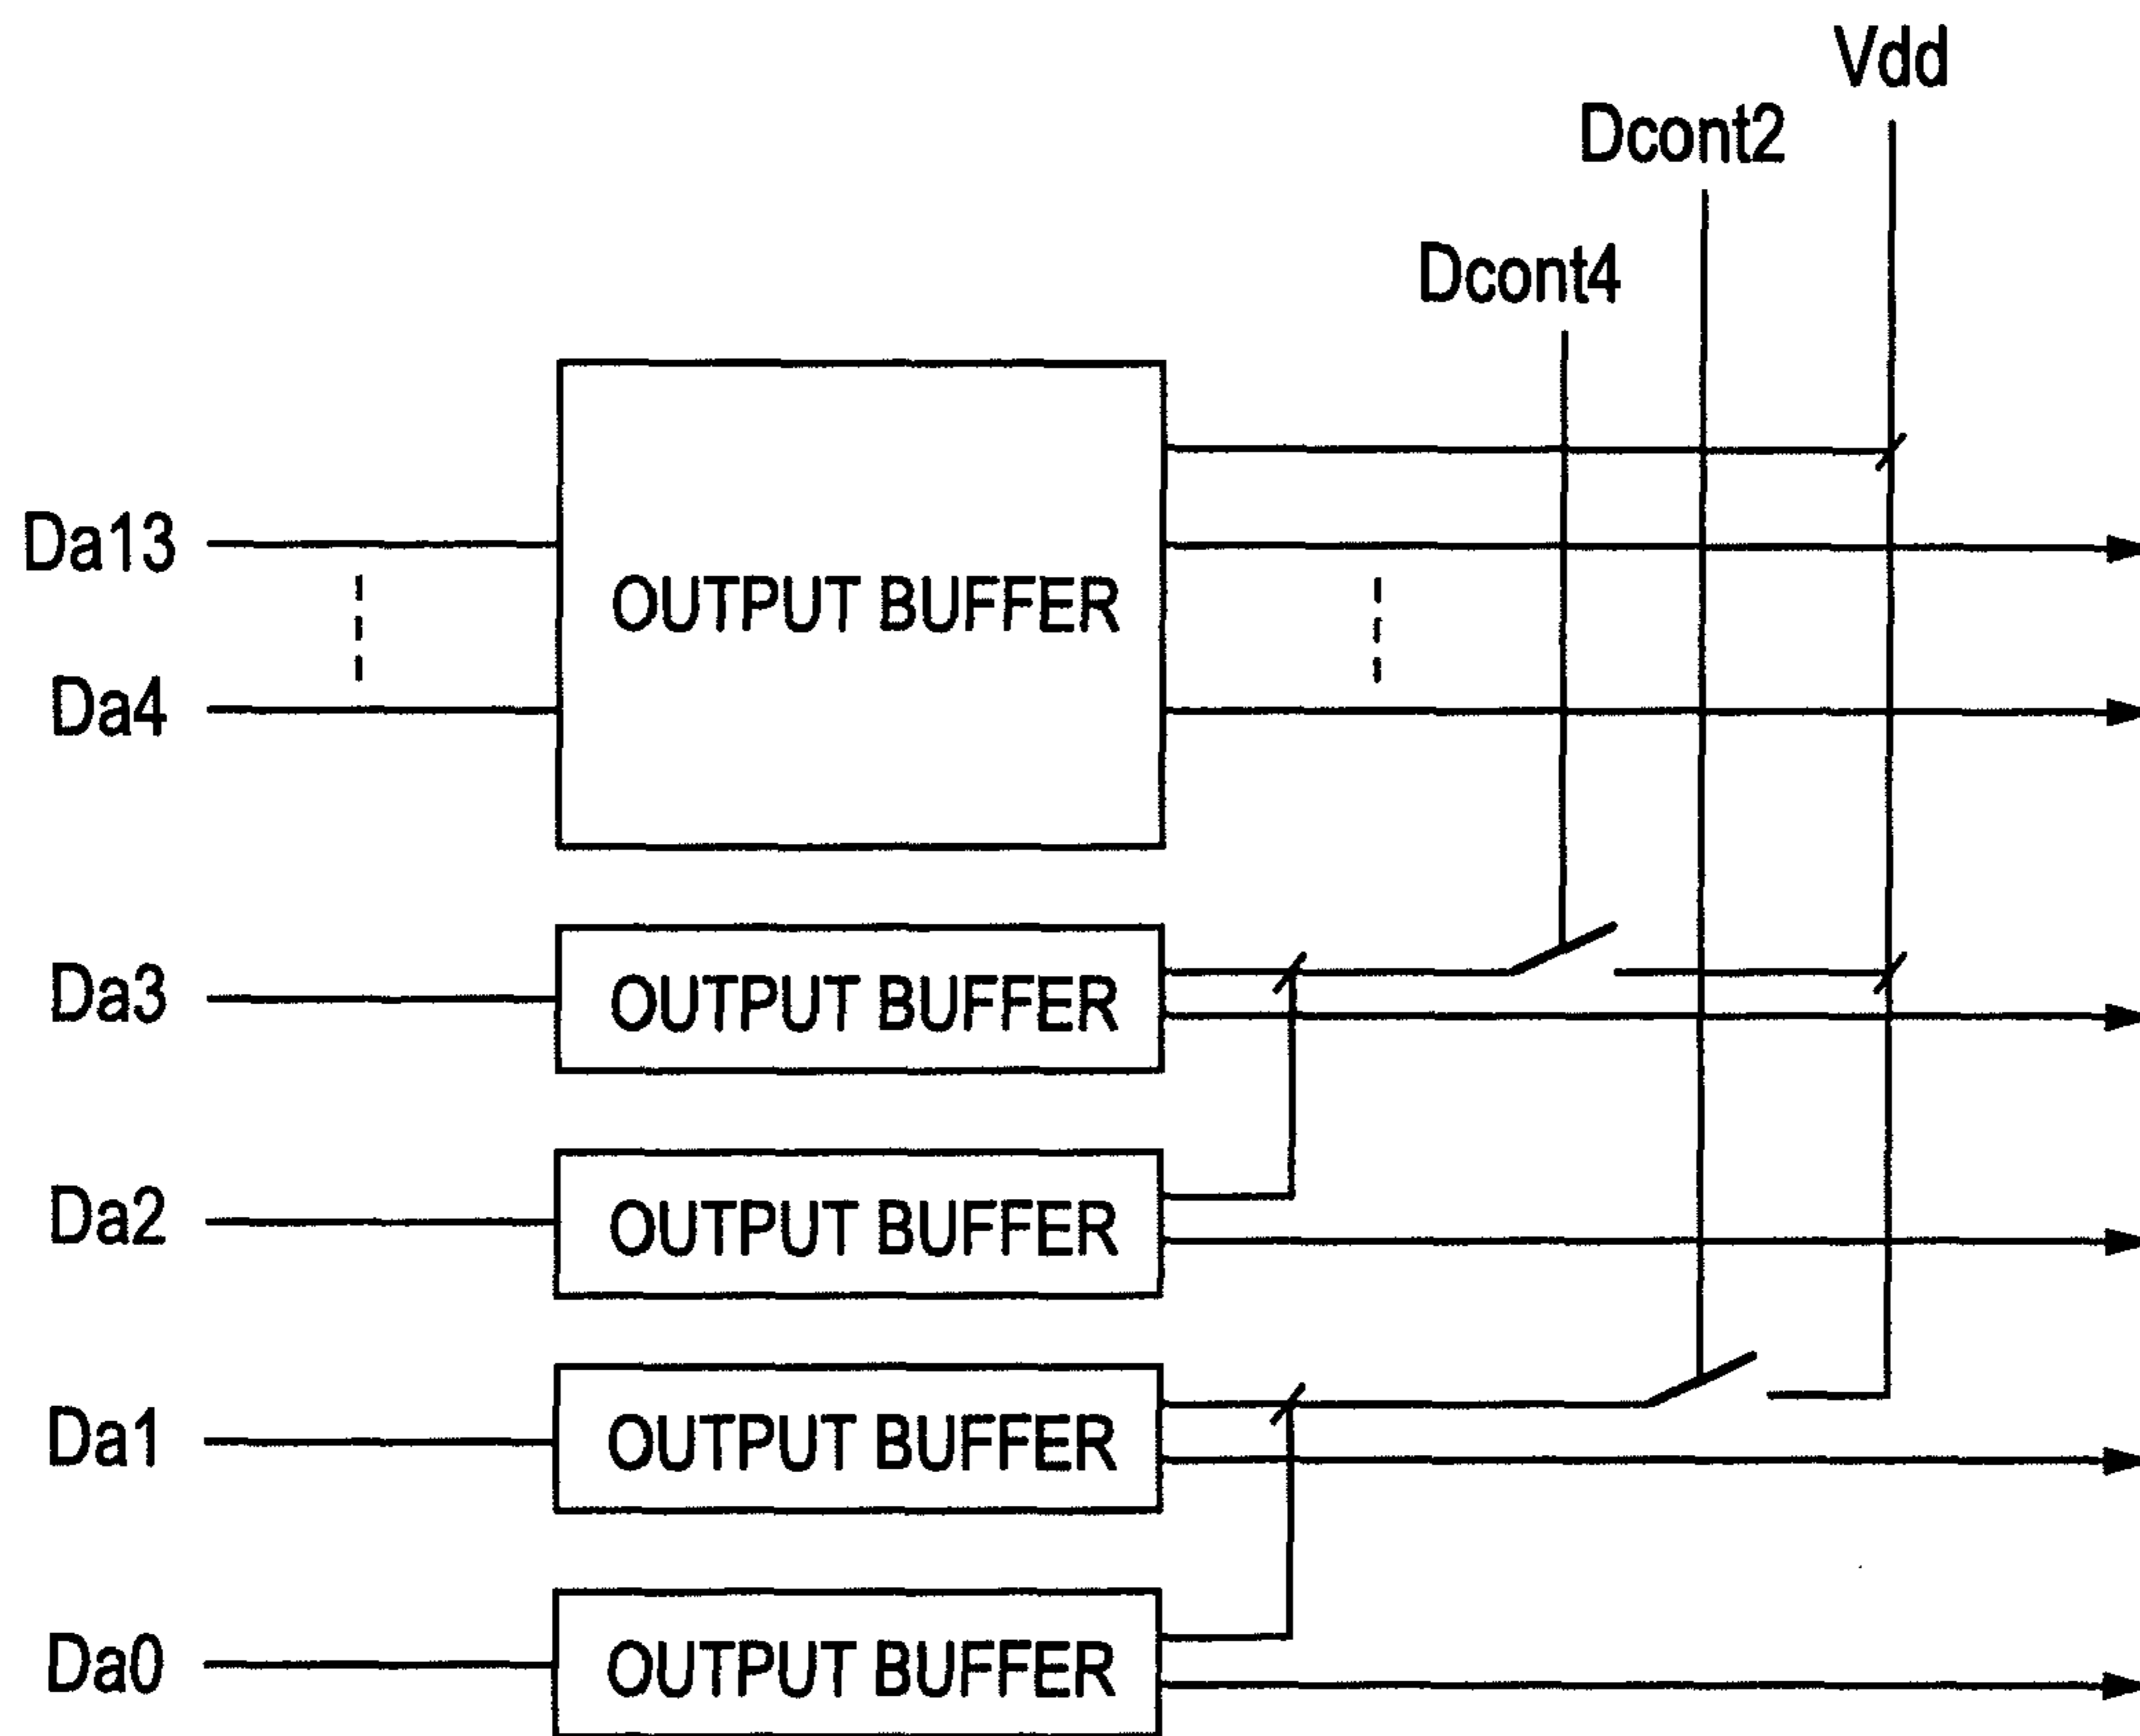 Vdd
Dcont2
Dcont4
Da13
OUTPUT BUFFER
Da4
Da3
OUTPUT BUFFER
Da2
OUTPUT BUFFER
Da1
OUTPUT BUFFER
Da0
OUTPUT BUFFER